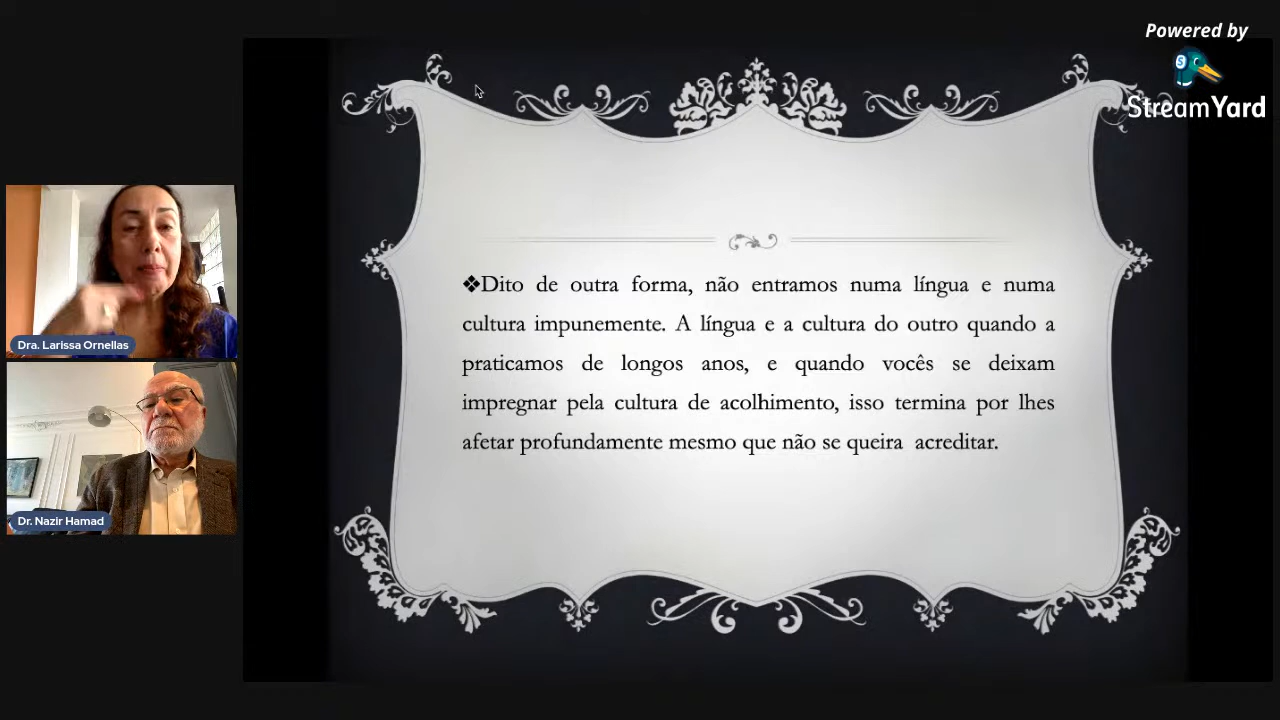 Powered by
StreamYard
❖Dito de outra forma, não entramos numa língua e numa
cultura impunemente. A língua e a cultura do outro quando a
praticamos de longos anos, e quando vocês se deixam
impregnar pela cultura de acolhimento, isso termina por lhes
afetar profundamente mesmo que não se queira acreditar.
Dra. Larissa Ornellas
Dr. Nazir Hamad